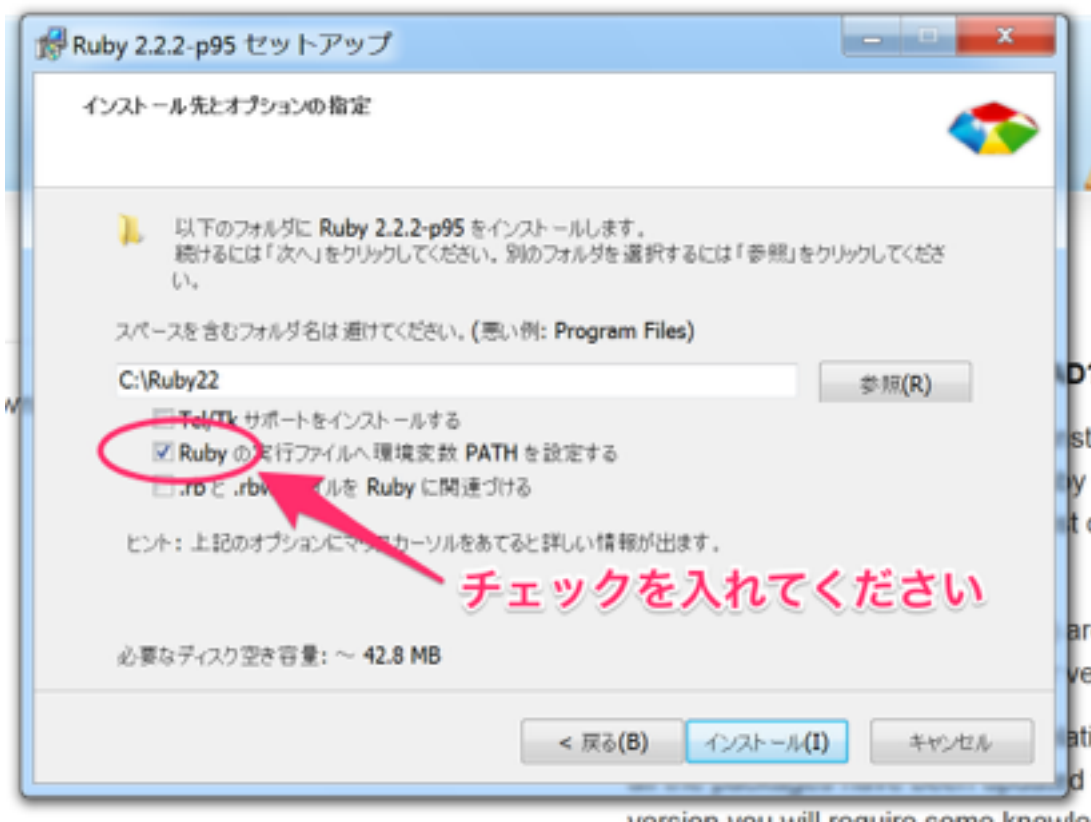 Ruby 2.2.2-p95 セットアップ
インストール先とオプションの指定
以下のフォルダに Ruby 2.2.2-p95 をインストールします。
続けるには「次へ」をクリックしてください。別のフォルダを選択するには「参照」をクリックしてくださ
い。
スペースを含むフォルダ名は避けてください。(悪い例: Program Files)
C:\Ruby22
参照(R)
Tcl/Tk サポートをインストールする
Ruby の実行ファイルへ環境変数 PATH を設定する
.rb と .rbw ファイルを Ruby に関連づける
ヒント: 上記のオプションにマウスカーソルをあてると詳しい情報が出ます。
チェックを入れてください
必要なディスク空き容量: ～ 42.8 MB
< 戻る(B)
インストール(I)
キャンセル
version you will require some